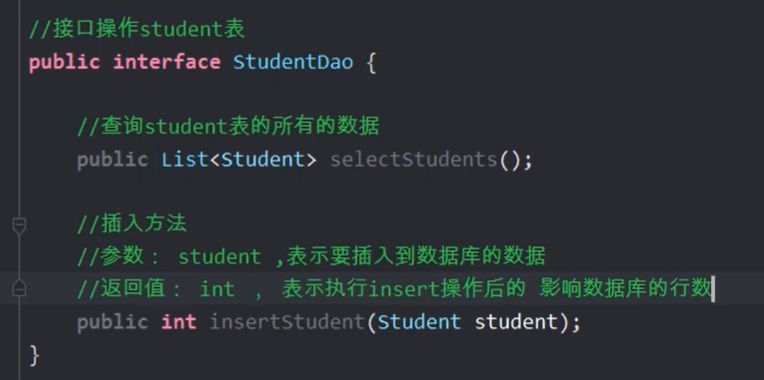 //接口操作student表
public interface StudentDao {
//查询student表的所有的数据
public List<Student> selectStudents();
//插入方法
//参数： student ,表示要插入到数据库的数据
//返回值： int ， 表示执行insert操作后的 影响数据库的行数
public int insertStudent(Student student);
}